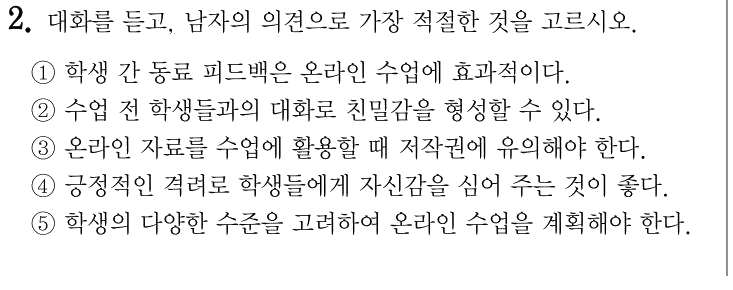 2. 대화를 듣고, 남자의 의견으로 가장 적절한 것을 고르시오.
① 학생 간 동료 피드백은 온라인 수업에 효과적이다.
② 수업 전 학생들과의 대화로 친밀감을 형성할 수 있다.
③ 온라인 자료를 수업에 활용할 때 저작권에 유의해야 한다.
④ 긍정적인 격려로 학생들에게 자신감을 심어 주는 것이 좋다.
⑤ 학생의 다양한 수준을 고려하여 온라인 수업을 계획해야 한다.